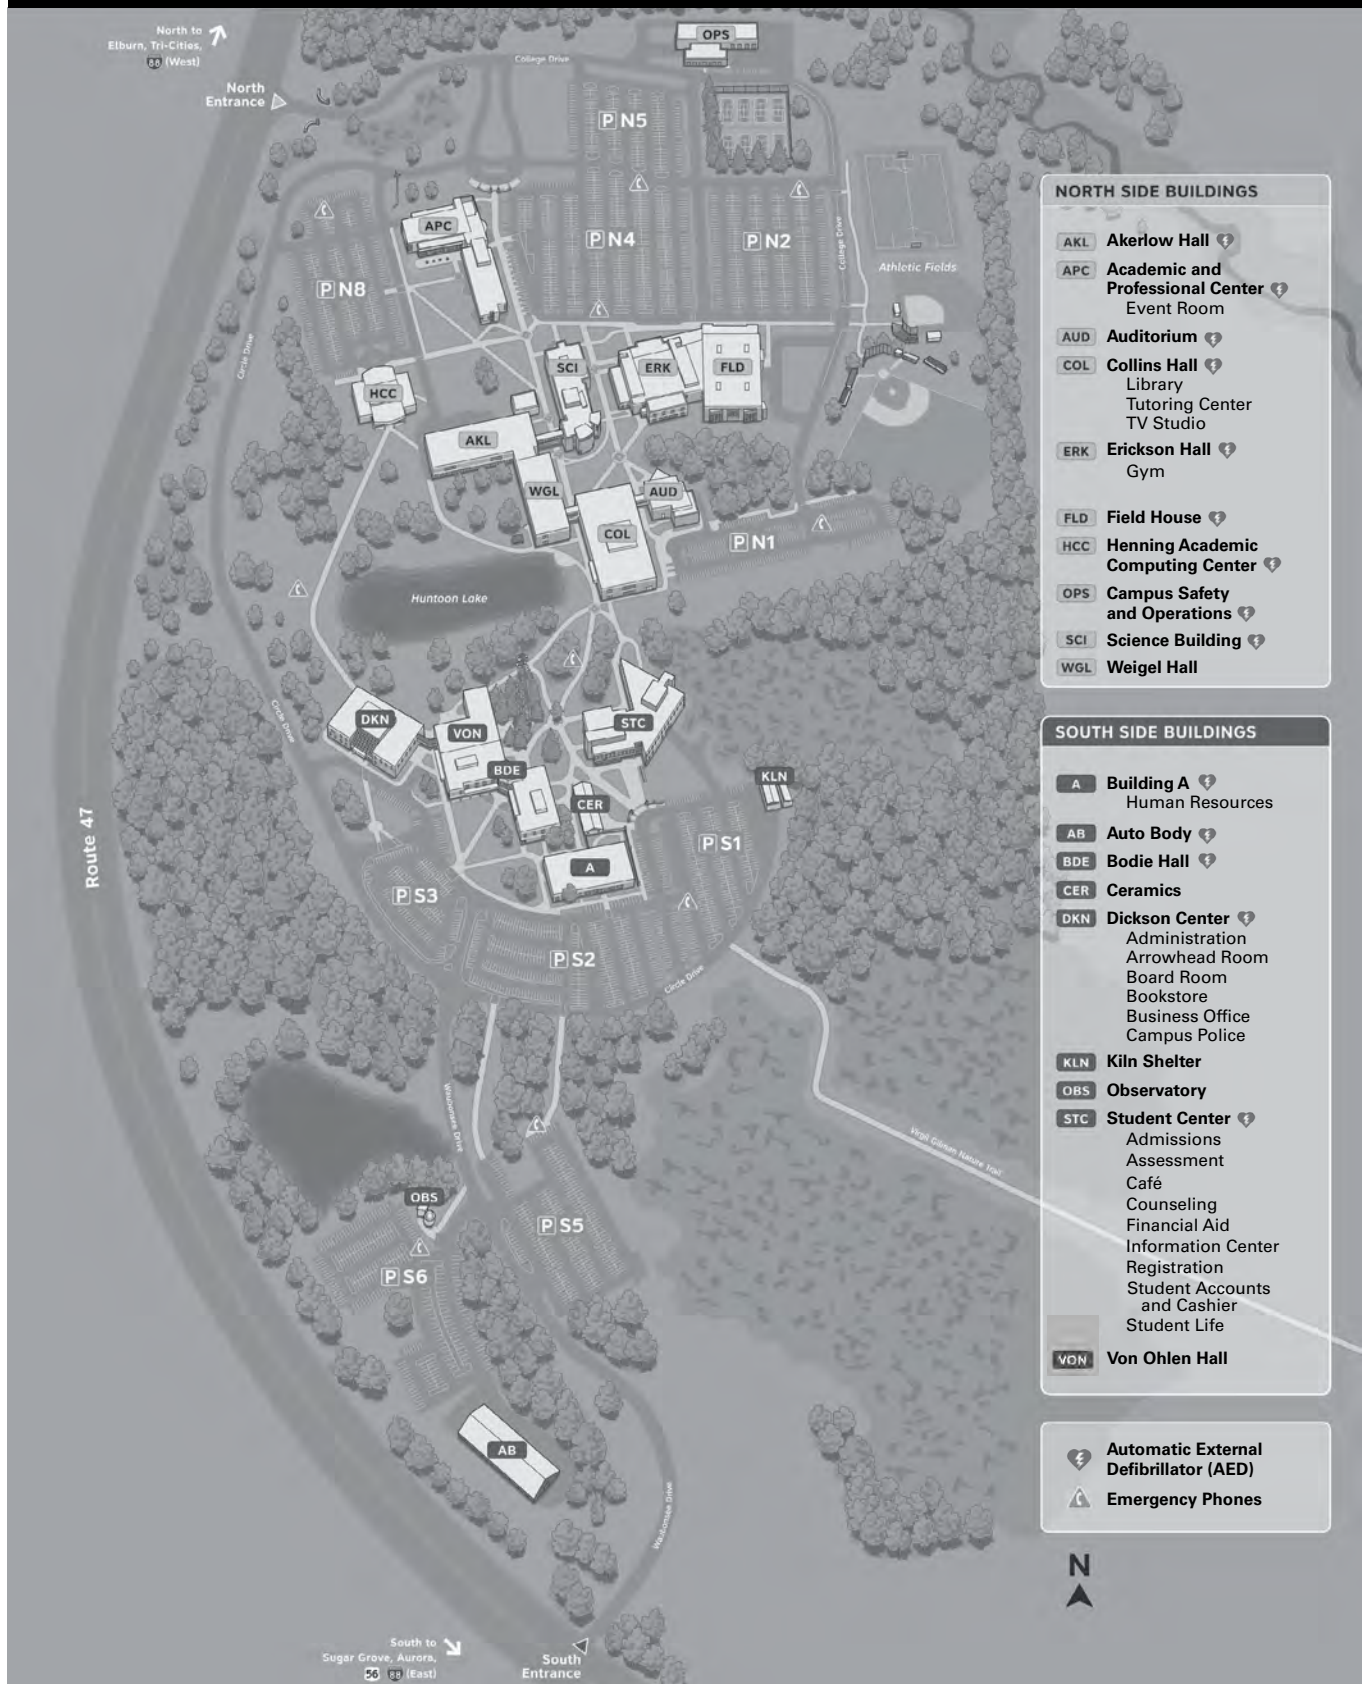 North to
Elburn, Tri-Cities,
88 (West)
North
Entrance
College Drive
OPS
P N5
APC
P N4
P N2
College Drive
Athletic Fields
P N8
Circle Drive
SCI
ERK
FLD
HCC
AKL
WGL
AUD
COL
P N1
Huntoon Lake
Circle Drive
DKN
VON
STC
BDE
KLN
CER
P S1
Route 47
A
P S3
P S2
Circle Drive
Waubonsee Drive
Virgil Gilman Nature Trail
OBS
P S5
P S6
AB
Waubonsee Drive
South to
Sugar Grove, Aurora,
56 88 (East)
South
Entrance
NORTH SIDE BUILDINGS
AKL Akerlow Hall
APC Academic and
Professional Center
Event Room
AUD Auditorium
COL Collins Hall
Library
Tutoring Center
TV Studio
ERK Erickson Hall
Gym
FLD Field House
HCC Henning Academic
Computing Center
OPS Campus Safety
and Operations
SCI Science Building
WGL Weigel Hall
SOUTH SIDE BUILDINGS
A Building A
Human Resources
AB Auto Body
BDE Bodie Hall
CER Ceramics
DKN Dickson Center
Administration
Arrowhead Room
Board Room
Bookstore
Business Office
Campus Police
KLN Kiln Shelter
OBS Observatory
STC Student Center
Admissions
Assessment
Café
Counseling
Financial Aid
Information Center
Registration
Student Accounts
and Cashier
Student Life
VON Von Ohlen Hall
Automatic External
Defibrillator (AED)
Emergency Phones
N